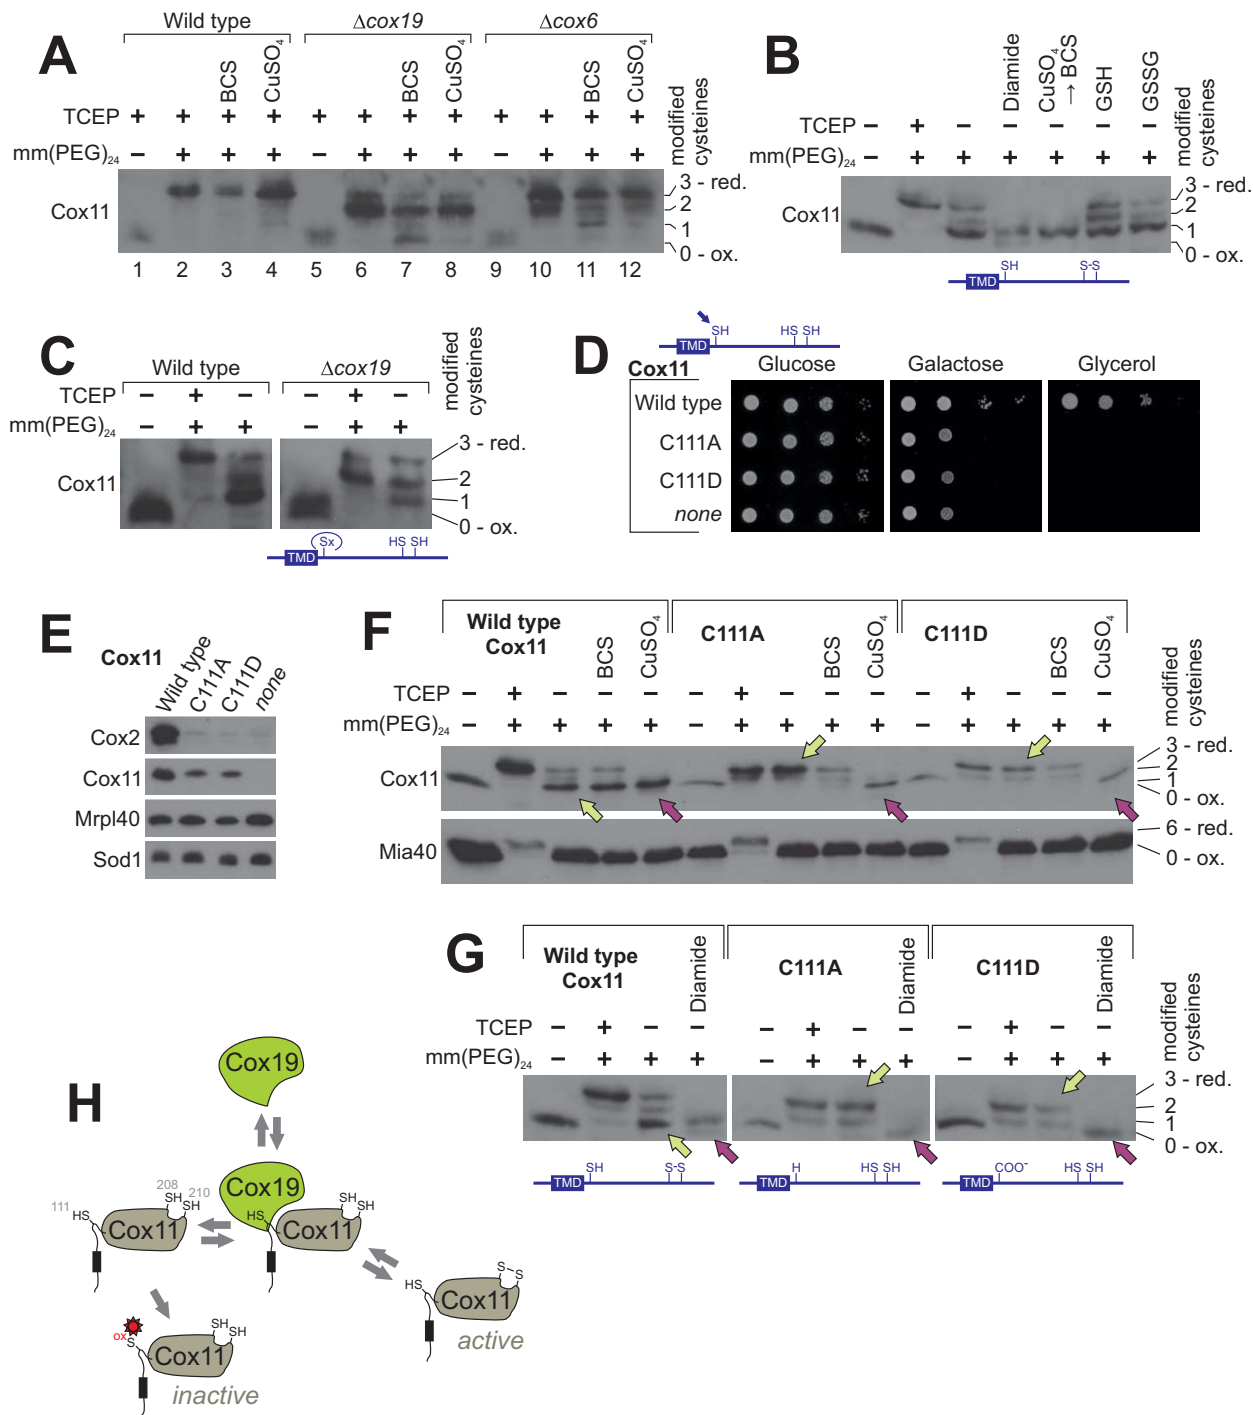 A
Wild type
Δcox19
Δcox6
BCS
CuSO4
BCS
CuSO4
BCS
CuSO4
TCEP + + + + + + + + + + + +
mm(PEG)24 − + + + − + + + − + + +
modified cysteines
Cox11
3 - red.
2
1
0 - ox.
1 2 3 4 5 6 7 8 9 10 11 12
B
Diamide
CuSO4 → BCS
GSH
GSSG
TCEP − + − − − − −
mm(PEG)24 − + + + + + +
modified cysteines
Cox11
3 - red.
2
1
0 - ox.
TMD SH S-S
C
Wild type
Δcox19
TCEP − + − − + −
mm(PEG)24 − + + − + +
modified cysteines
Cox11
3 - red.
2
1
0 - ox.
TMD Sx HS SH
TMD SH HS SH
D
Cox11
Glucose Galactose Glycerol
Wild type
C111A
C111D
none
E
Cox11
Wild type
C111A
C111D
none
Cox2
Cox11
Mrpl40
Sod1
F
Wild type
Cox11
C111A
C111D
BCS
CuSO4
BCS
CuSO4
BCS
CuSO4
TCEP − + − − − − + − − − − + − − −
mm(PEG)24 − + + + + − + + + + − + + + +
modified cysteines
Cox11
3 - red.
2
1
0 - ox.
Mia40
6 - red.
0 - ox.
G
Wild type
Cox11
C111A
C111D
Diamide
Diamide
Diamide
TCEP − + − − − + − − − + − −
mm(PEG)24 − + + + − + + + − + + +
modified cysteines
3 - red.
2
1
0 - ox.
TMD SH S-S
TMD H HS SH
TMD COO− HS SH
H
Cox19
Cox19
208
SH
SH
210
111
HS
Cox11
HS
SH
SH
Cox11
HS
S-S
Cox11
active
ox
S
SH
SH
Cox11
inactive